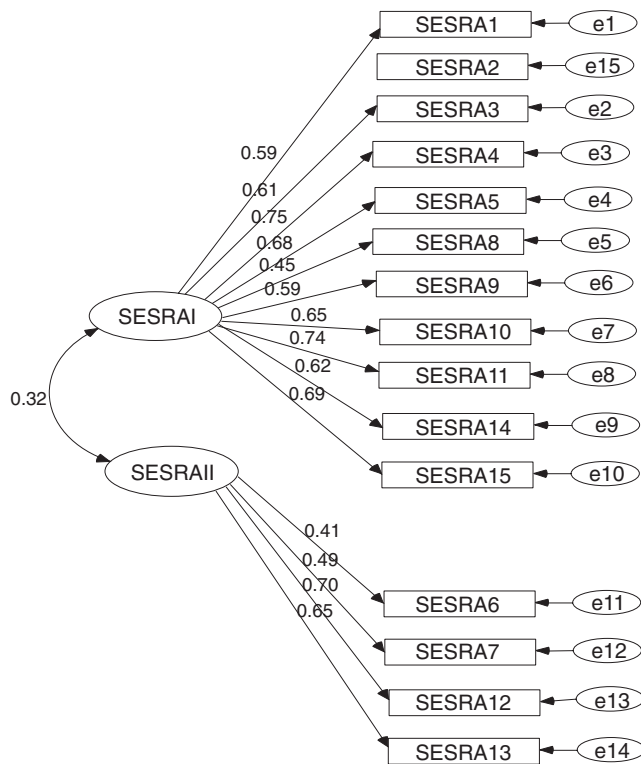 SESRA1 e1
SESRA2 e15
SESRA3 e2
0.59 SESRA4 e3
0.61
0.75 SESRA5 e4
0.68 SESRA8 e5
0.45
0.59 SESRA9 e6
SESRAI 0.65 SESRA10 e7
0.74
0.62 SESRA11 e8
0.69
0.32
SESRA14 e9
SESRAII SESRA15 e10
0.41
0.49
0.70 SESRA6 e11
0.65
SESRA7 e12
SESRA12 e13
SESRA13 e14